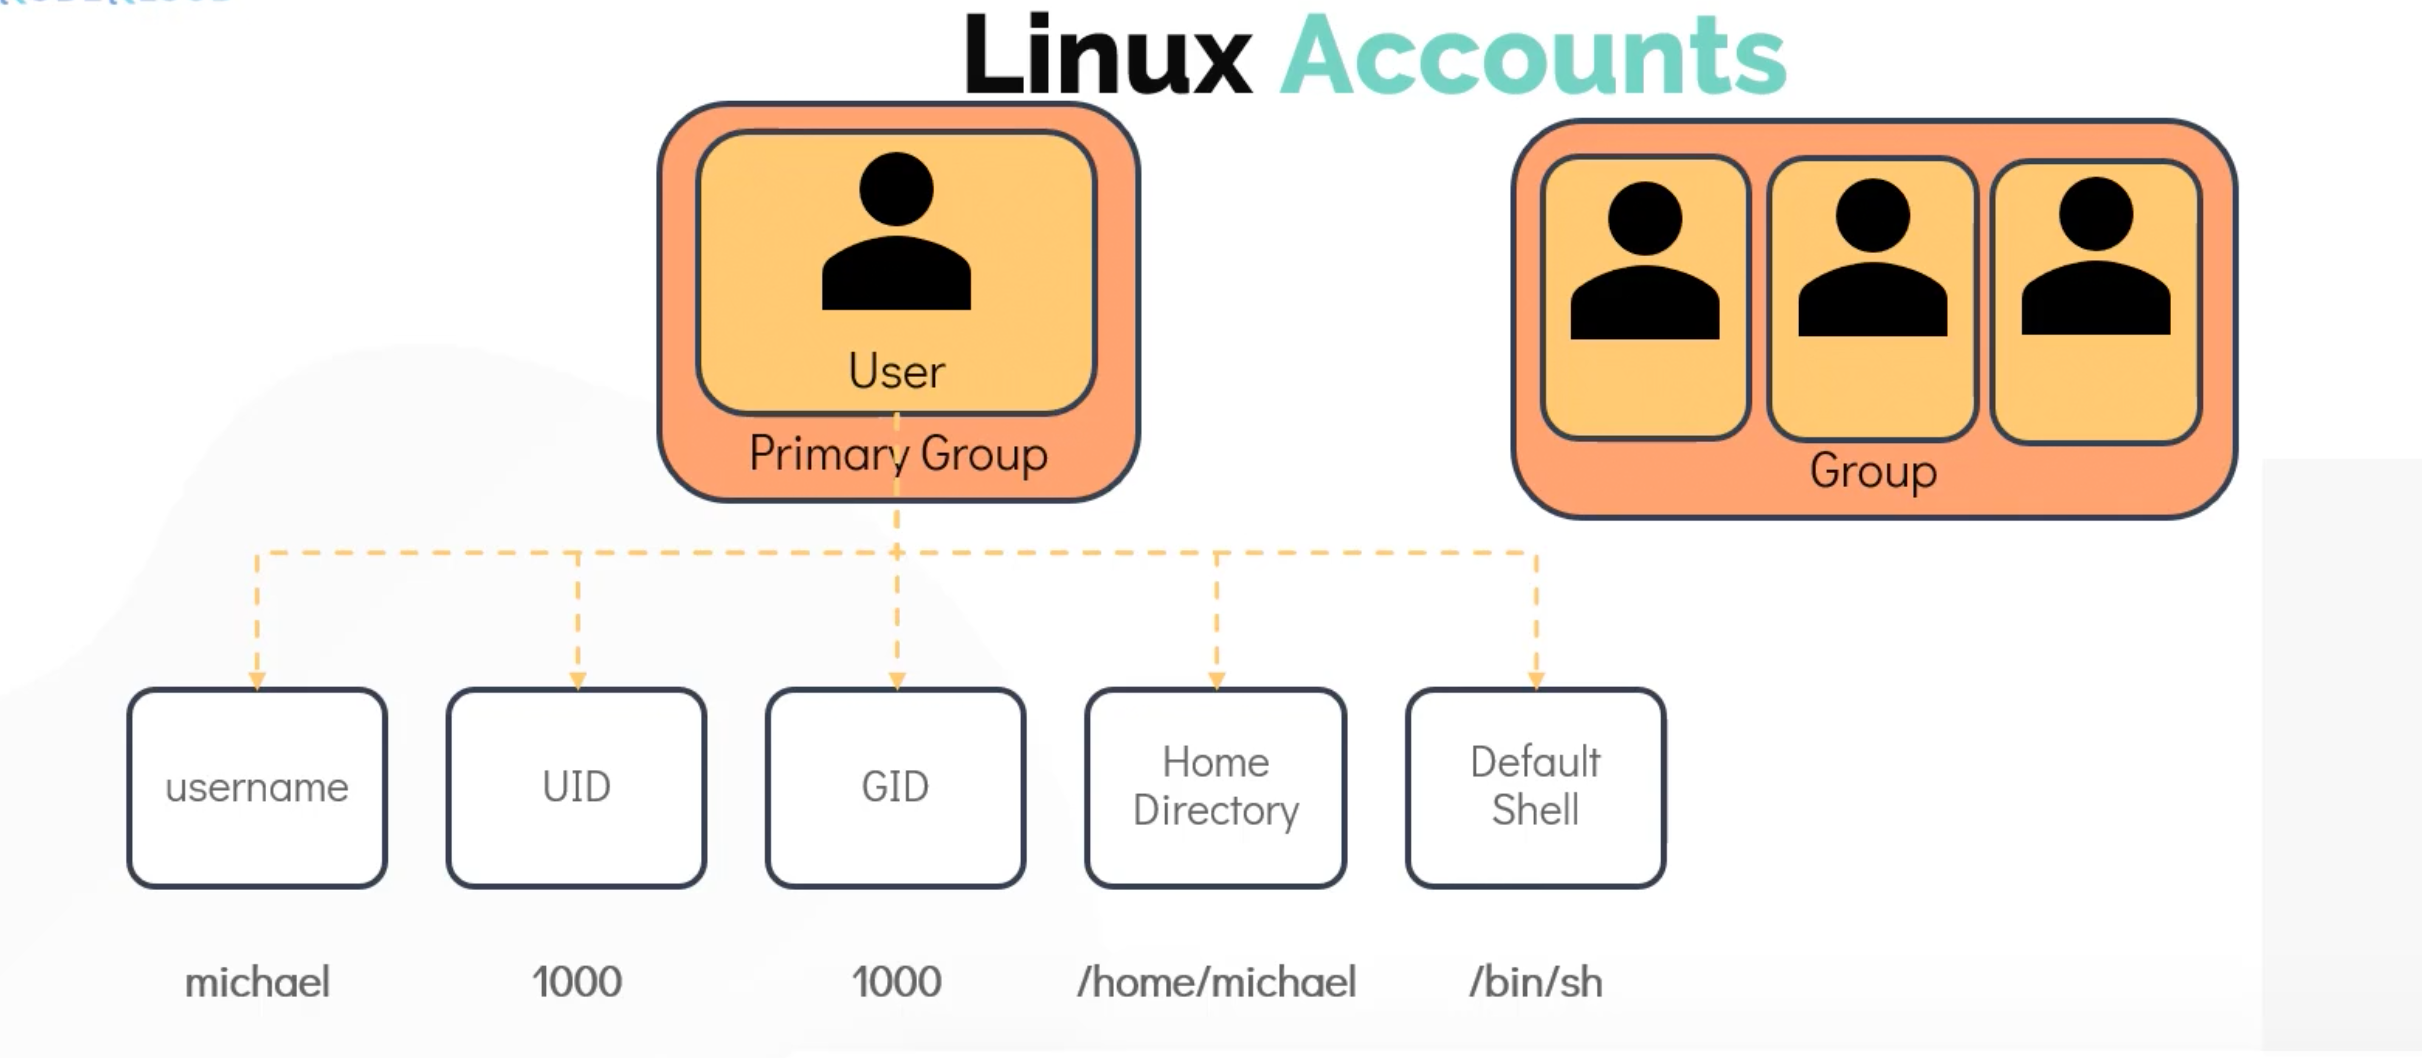 Linux Accounts
User
Primary Group
Group
username
UID
GID
Home
Directory
Default
Shell
michael
1000
1000
/home/michael
/bin/sh